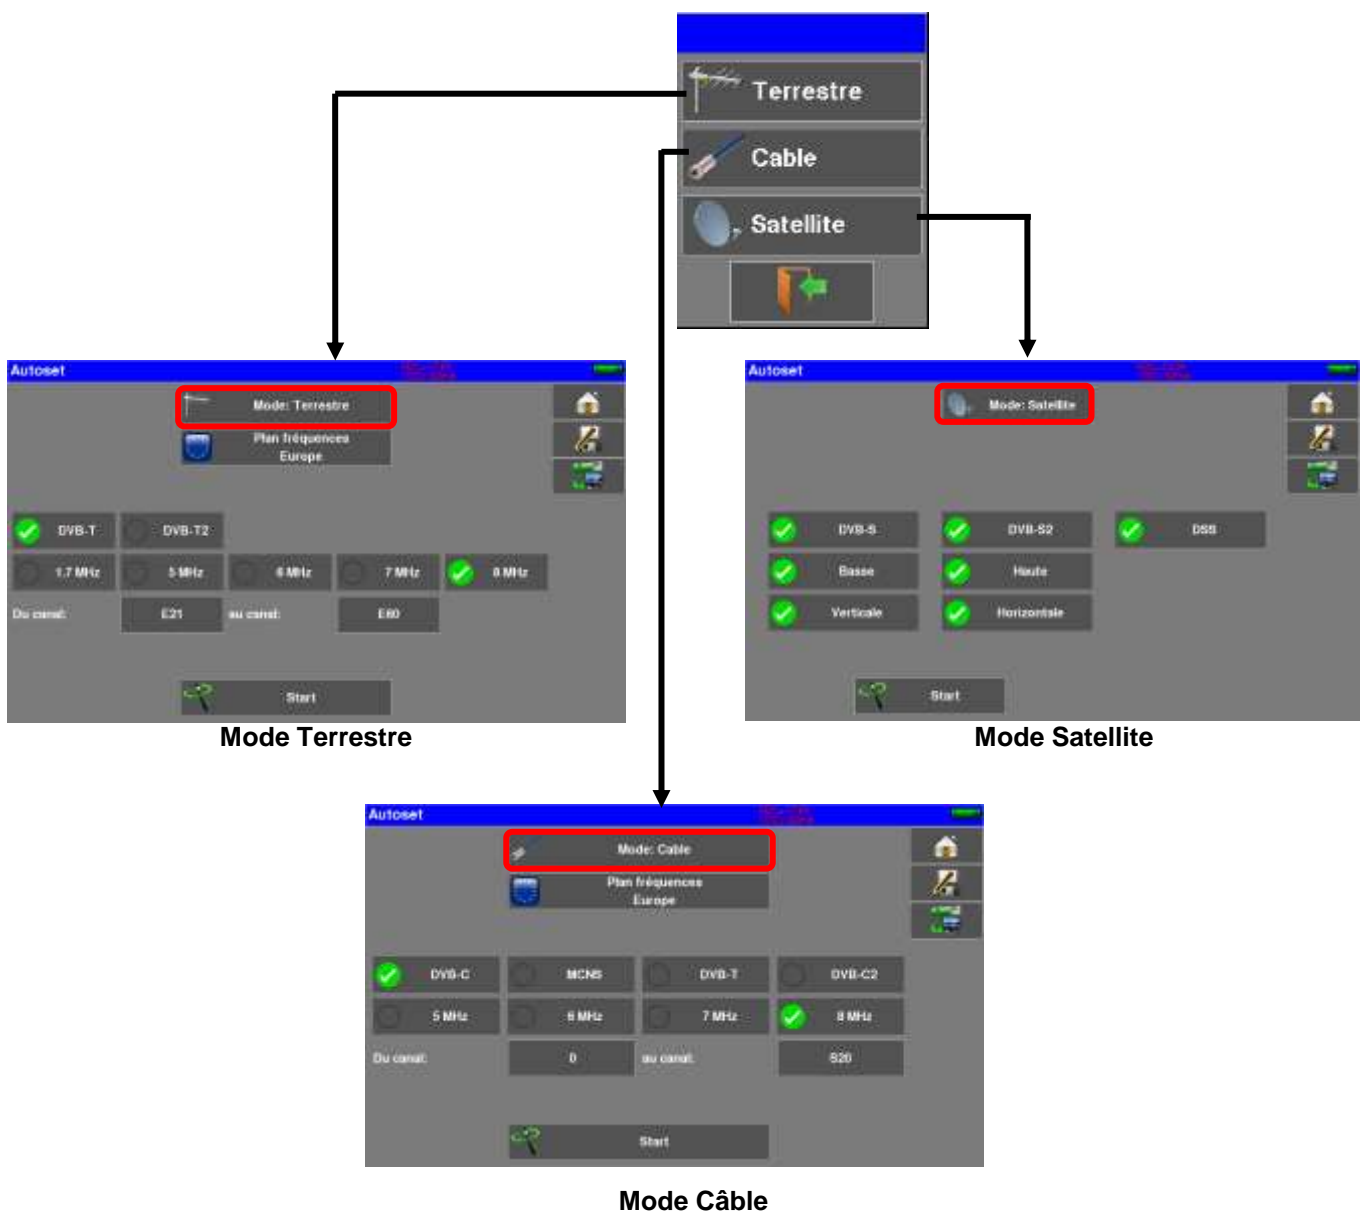 Terrestre
Cable
Satellite
Autoset
Mode: Terrestre
Plan fréquences
Europe
DVB-T DVB-T2
1.7 MHz 5 MHz 6 MHz 7 MHz 8 MHz
Du canal: E21 au canal: E60
Start
Mode Terrestre
Autoset
Mode: Satellite
DVB-S DVB-S2 DSS
Basse Haute
Verticale Horizontale
Start
Mode Satellite
Autoset
Mode: Cable
Plan fréquences
Europe
DVB-C MCNS DVB-T DVB-C2
5 MHz 6 MHz 7 MHz 8 MHz
Du canal: 0 au canal: S20
Start
Mode Câble